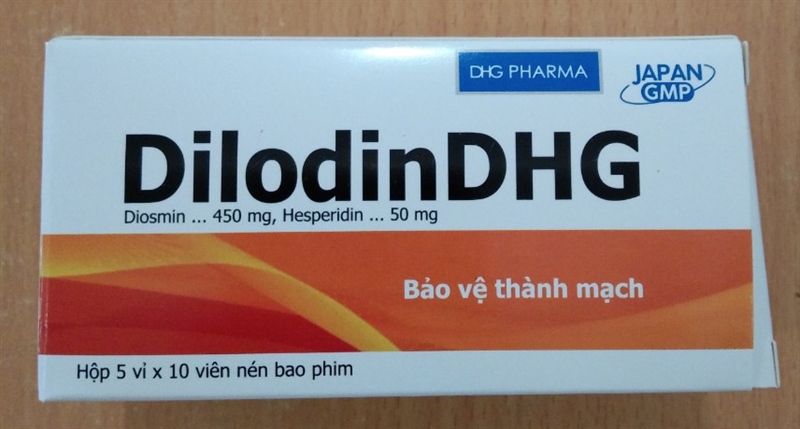 DHG PHARMA
JAPAN
GMP
DilodinDHG
Diosmin ... 450 mg, Hesperidin ... 50 mg
Bảo vệ thành mạch
Hộp 5 vỉ x 10 viên nén bao phim